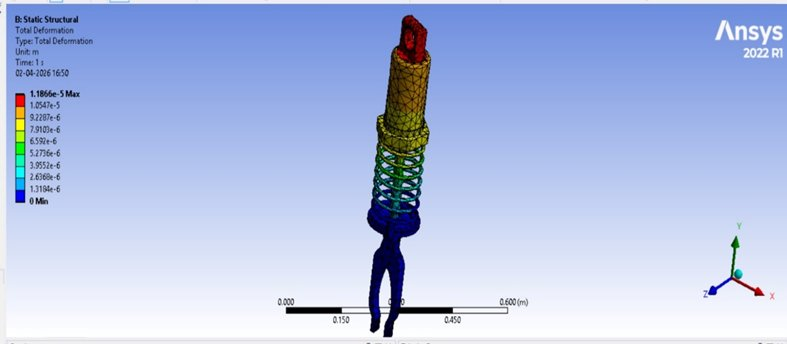 B: Static Structural
Total Deformation
Type: Total Deformation
Unit: m
Time: 1 s
02-04-2026 16:50
1.1866e-5 Max
1.0547e-5
9.2287e-6
7.9103e-6
6.592e-6
5.2736e-6
3.9552e-6
2.6368e-6
1.3184e-6
0 Min
Ansys
2022 R1
0.000
0.600 (m)
0.150
0.450
Y
Z
X